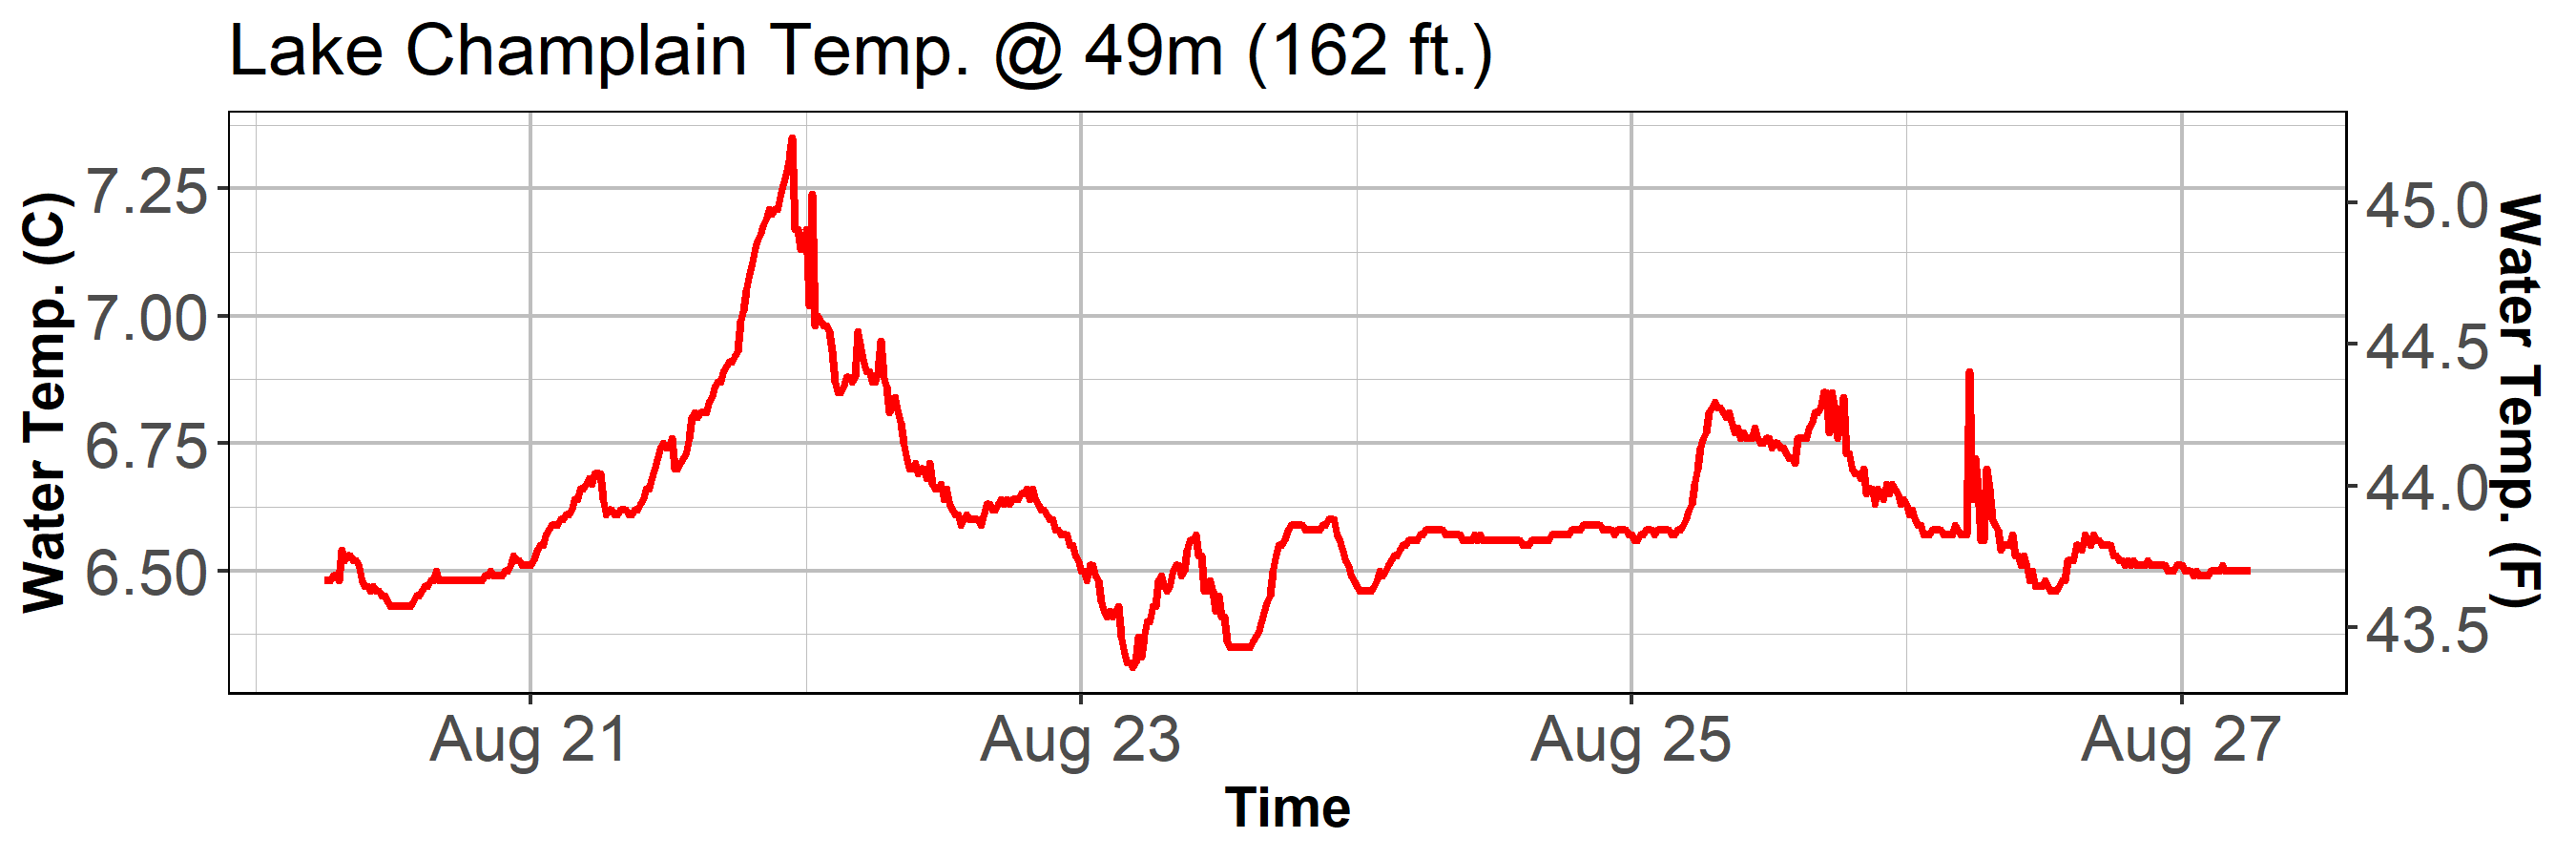 Lake Champlain Temp. @ 49m (162 ft.)
Water Temp. (C)
7.25
7.00
6.75
6.50
45.0
44.5
44.0
43.5
Water Temp. (F)
Aug 21
Aug 23
Aug 25
Aug 27
Time